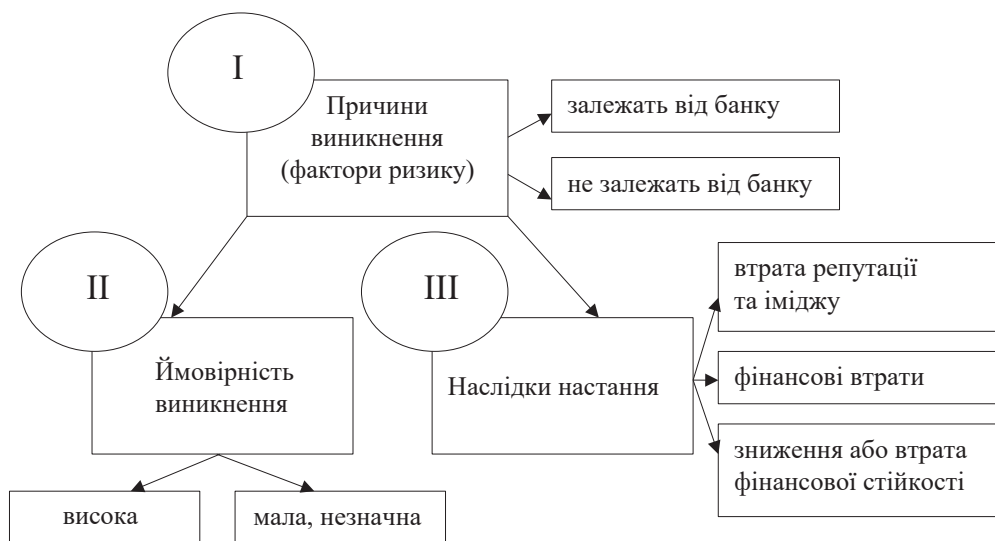 I
Причини
виникнення
(фактори ризику)
залежать від банку
не залежать від банку
II
Ймовірність
виникнення
висока
мала, незначна
III
Наслідки настання
втрата репутації
та іміджу
фінансові втрати
зниження або втрата
фінансової стійкості